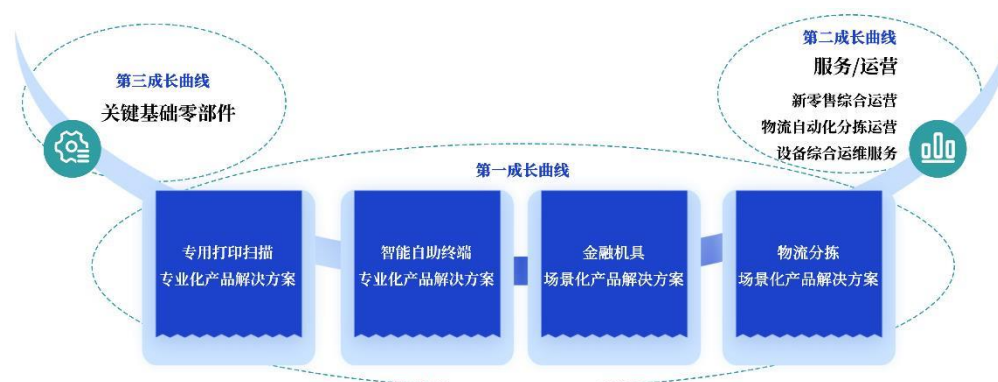 第三成长曲线
关键基础零部件
第二成长曲线
服务/运营
新零售综合运营
物流自动化分拣运营
设备综合运维服务
第一成长曲线
专用打印扫描
专业化产品解决方案
智能自助终端
专业化产品解决方案
金融机具
场景化产品解决方案
物流分拣
场景化产品解决方案